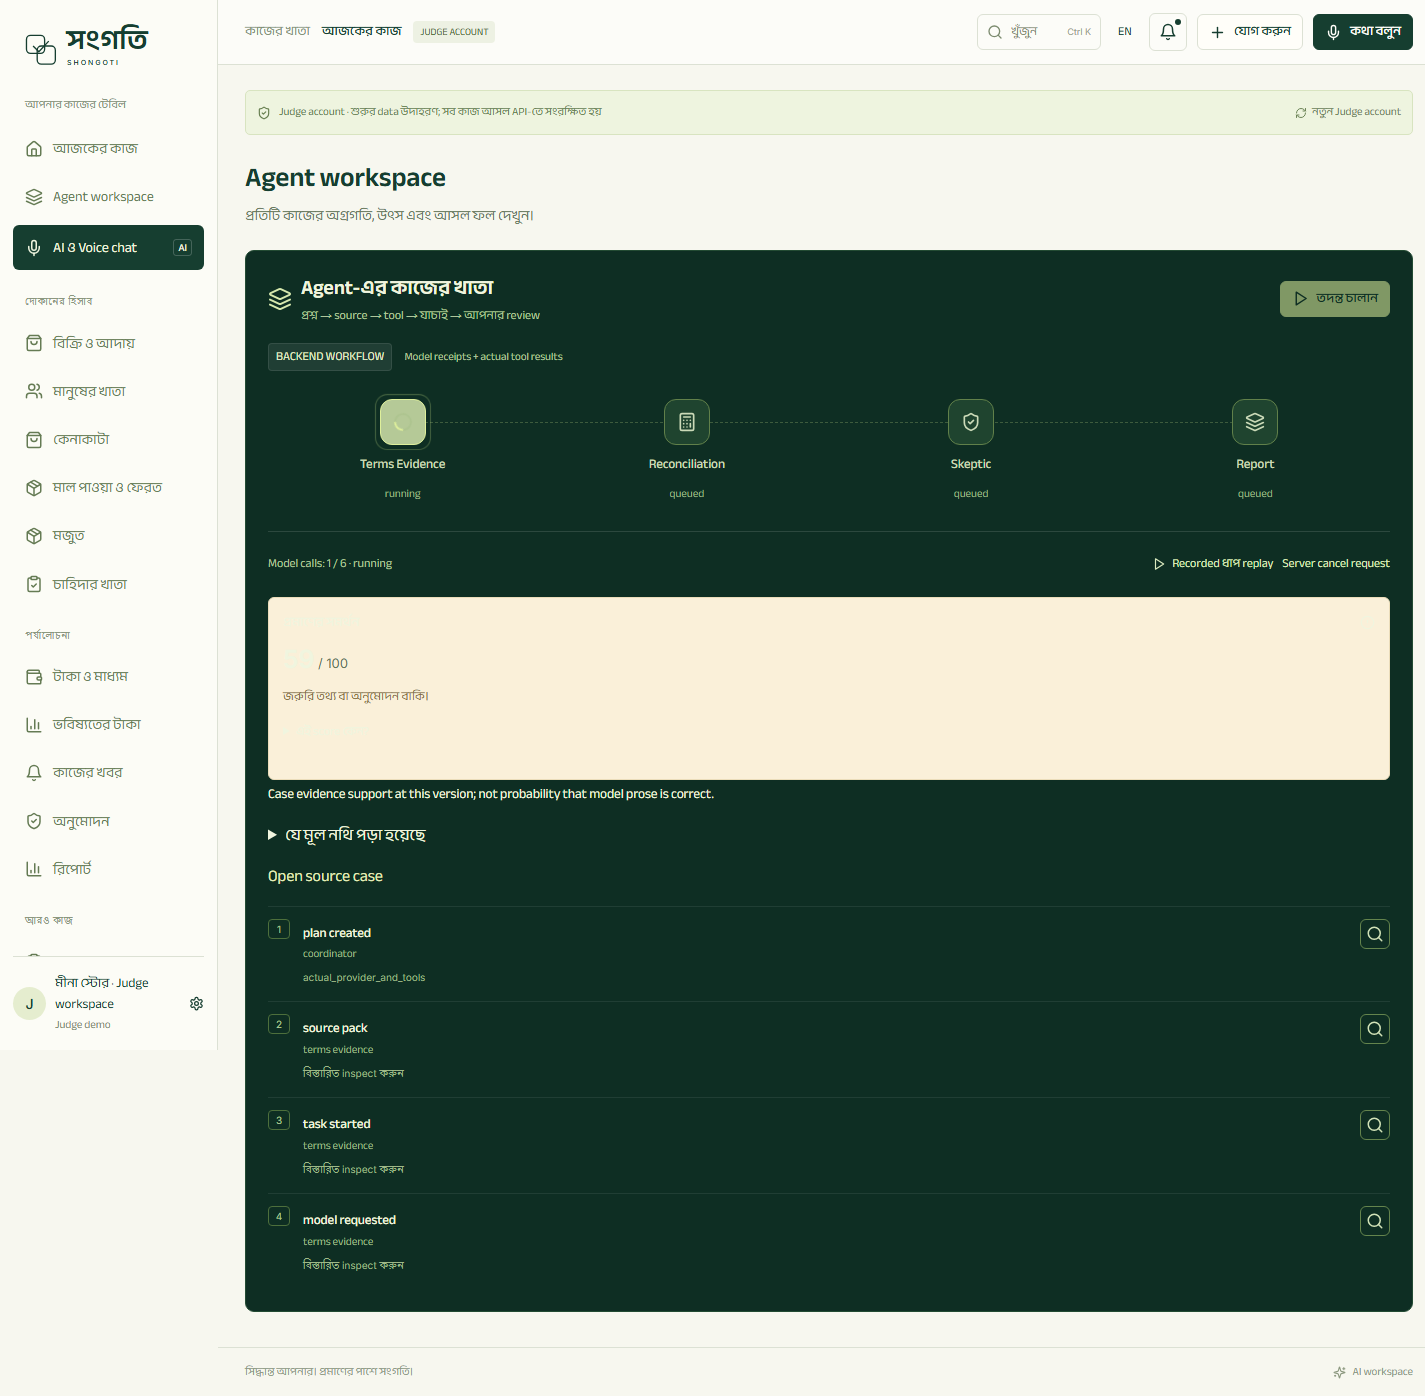 সংগতি
SHONGOTI
আপনার কাজের টেবিল
আজকের কাজ
Agent workspace
AI ও Voice chat AI
দোকানের হিসাব
বিক্রি ও আদায়
মানুষের খাতা
কেনাকাটা
মাল পাওয়া ও ফেরত
মজুত
চাহিদার খাতা
পর্যালোচনা
টাকা ও মাধ্যম
ভবিষ্যতের টাকা
কাজের খবর
অনুমোদন
রিপোর্ট
আরও কাজ
J
মীনা স্টোর · Judge
workspace
Judge demo
কাজের খাতা আজকের কাজ JUDGE ACCOUNT
খুঁজুন Ctrl K EN যোগ করুন কথা বলুন
Judge account · শুরুর data উদাহরণ; সব কাজ আসল API-তে সংরক্ষিত হয় নতুন Judge account
Agent workspace
প্রতিটি কাজের অগ্রগতি, উৎস এবং আসল ফল দেখুন।
Agent-এর কাজের খাতা
প্রশ্ন → source → tool → যাচাই → আপনার review
তদন্ত চালান
BACKEND WORKFLOW Model receipts + actual tool results
Terms Evidence Reconciliation Skeptic Report
running queued queued queued
Model calls: 1 / 6 · running Recorded ধাপ replay Server cancel request
/ 100
জরুরি তথ্য বা অনুমোদন বাকি।
Case evidence support at this version; not probability that model prose is correct.
যে মূল নথি পড়া হয়েছে
Open source case
1 plan created
coordinator
actual_provider_and_tools
2 source pack
terms evidence
বিস্তারিত inspect করুন
3 task started
terms evidence
বিস্তারিত inspect করুন
4 model requested
terms evidence
বিস্তারিত inspect করুন
সিদ্ধান্ত আপনার। প্রমাণের পাশে সংগতি।
AI workspace